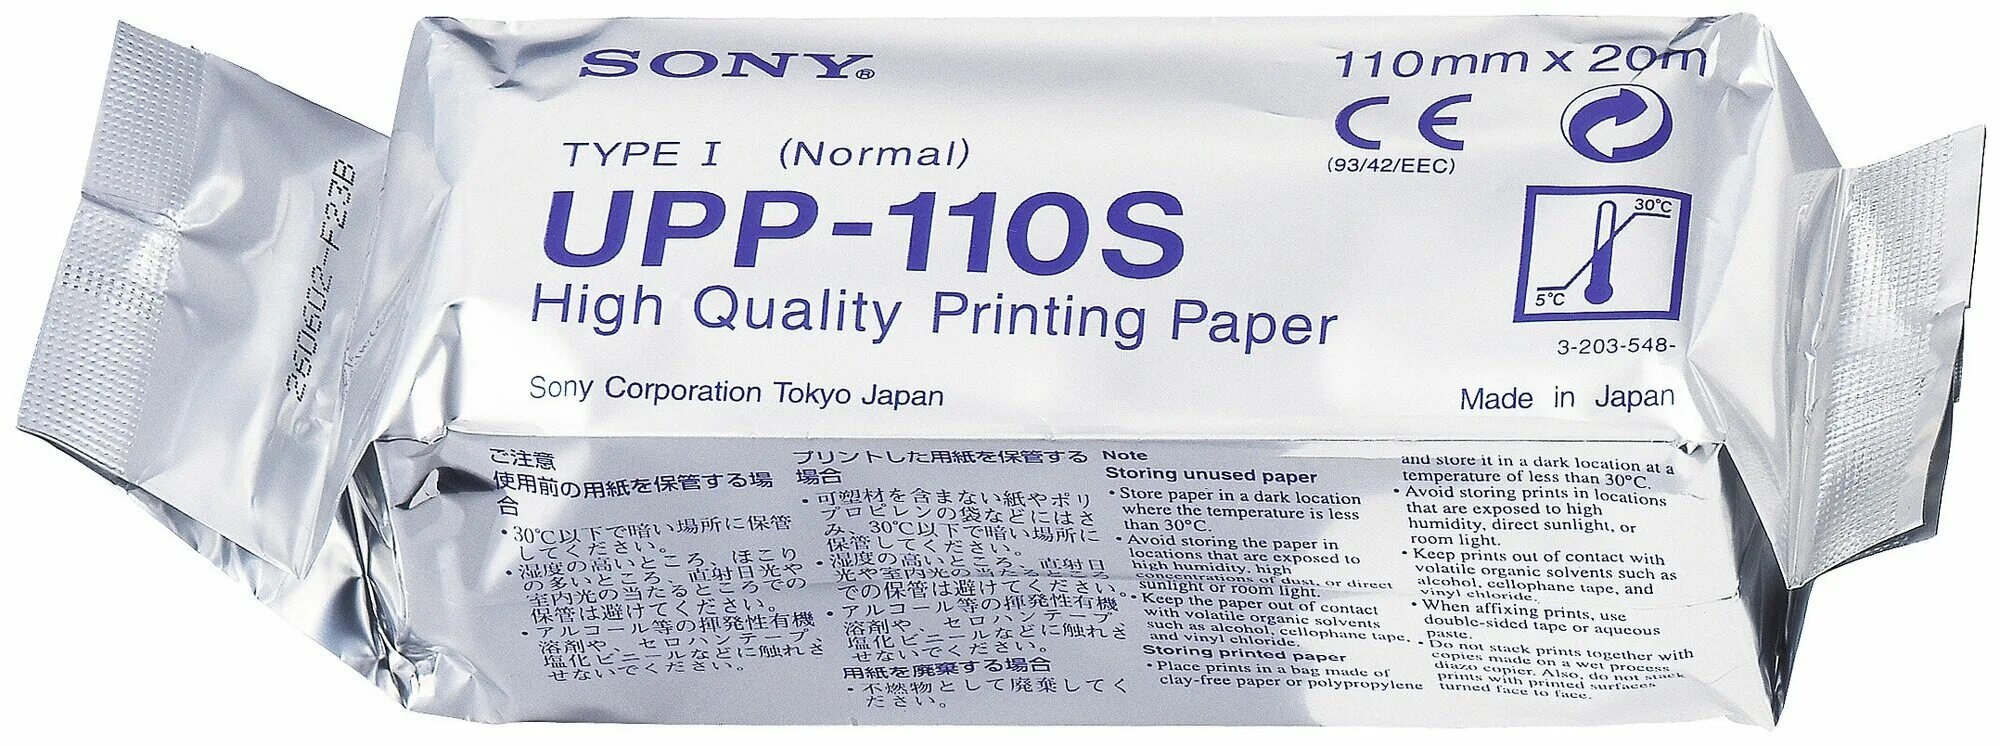 SONY®
110mm x 20m
CE
(93/42/EEC)
TYPE I (Normal)
UPP-110S
High Quality Printing Paper
30℃
5℃
3-203-548-
Sony Corporation Tokyo Japan
Made in Japan
260602-F23B
ご注意
使用前の用紙を保管する場
合
・30℃以下で暗い場所に保管
してください。
・湿度の高いところ、ほこり
の多いところ、直射日光や
室内光の当たるところでの
保管は避けてください。
・アルコール等の揮発性有機
溶剤や、セロハンテープ、
塩化ビニールなどに触れさ
せないでください。
プリントした用紙を保管する
場合
・可塑材を含まない紙やポリ
プロピレンの袋などにはさ
み、30℃以下で暗い場所に
保管してください。
・湿度の高いところ、直射日
光や室内光の当たるところ
での保管は避けてください。
・アルコール等の揮発性有機
溶剤や、セロハンテープ、
塩化ビニールなどに触れさ
せないでください。
用紙を廃棄する場合
・不燃物として廃棄してく
ださい。
Note
Storing unused paper
• Store paper in a dark location
where the temperature is less
than 30°C.
• Avoid storing the paper in
locations that are exposed to
high humidity, high
concentrations of dust, or direct
sunlight or room light.
• Keep the paper out of contact
with volatile organic solvents
such as alcohol, cellophane tape,
and vinyl chloride.
Storing printed paper
• Place prints in a bag made of
clay-free paper or polypropylene
and store it in a dark location at a
temperature of less than 30°C.
• Avoid storing prints in locations
that are exposed to high
humidity, direct sunlight, or
room light.
• Keep prints out of contact with
volatile organic solvents such as
alcohol, cellophane tape, and
vinyl chloride.
• When affixing prints, use
double-sided tape or aqueous
paste.
• Do not stack prints together with
copies made on a wet process
diazo copier. Also, do not stack
prints with printed surfaces
turned face to face.